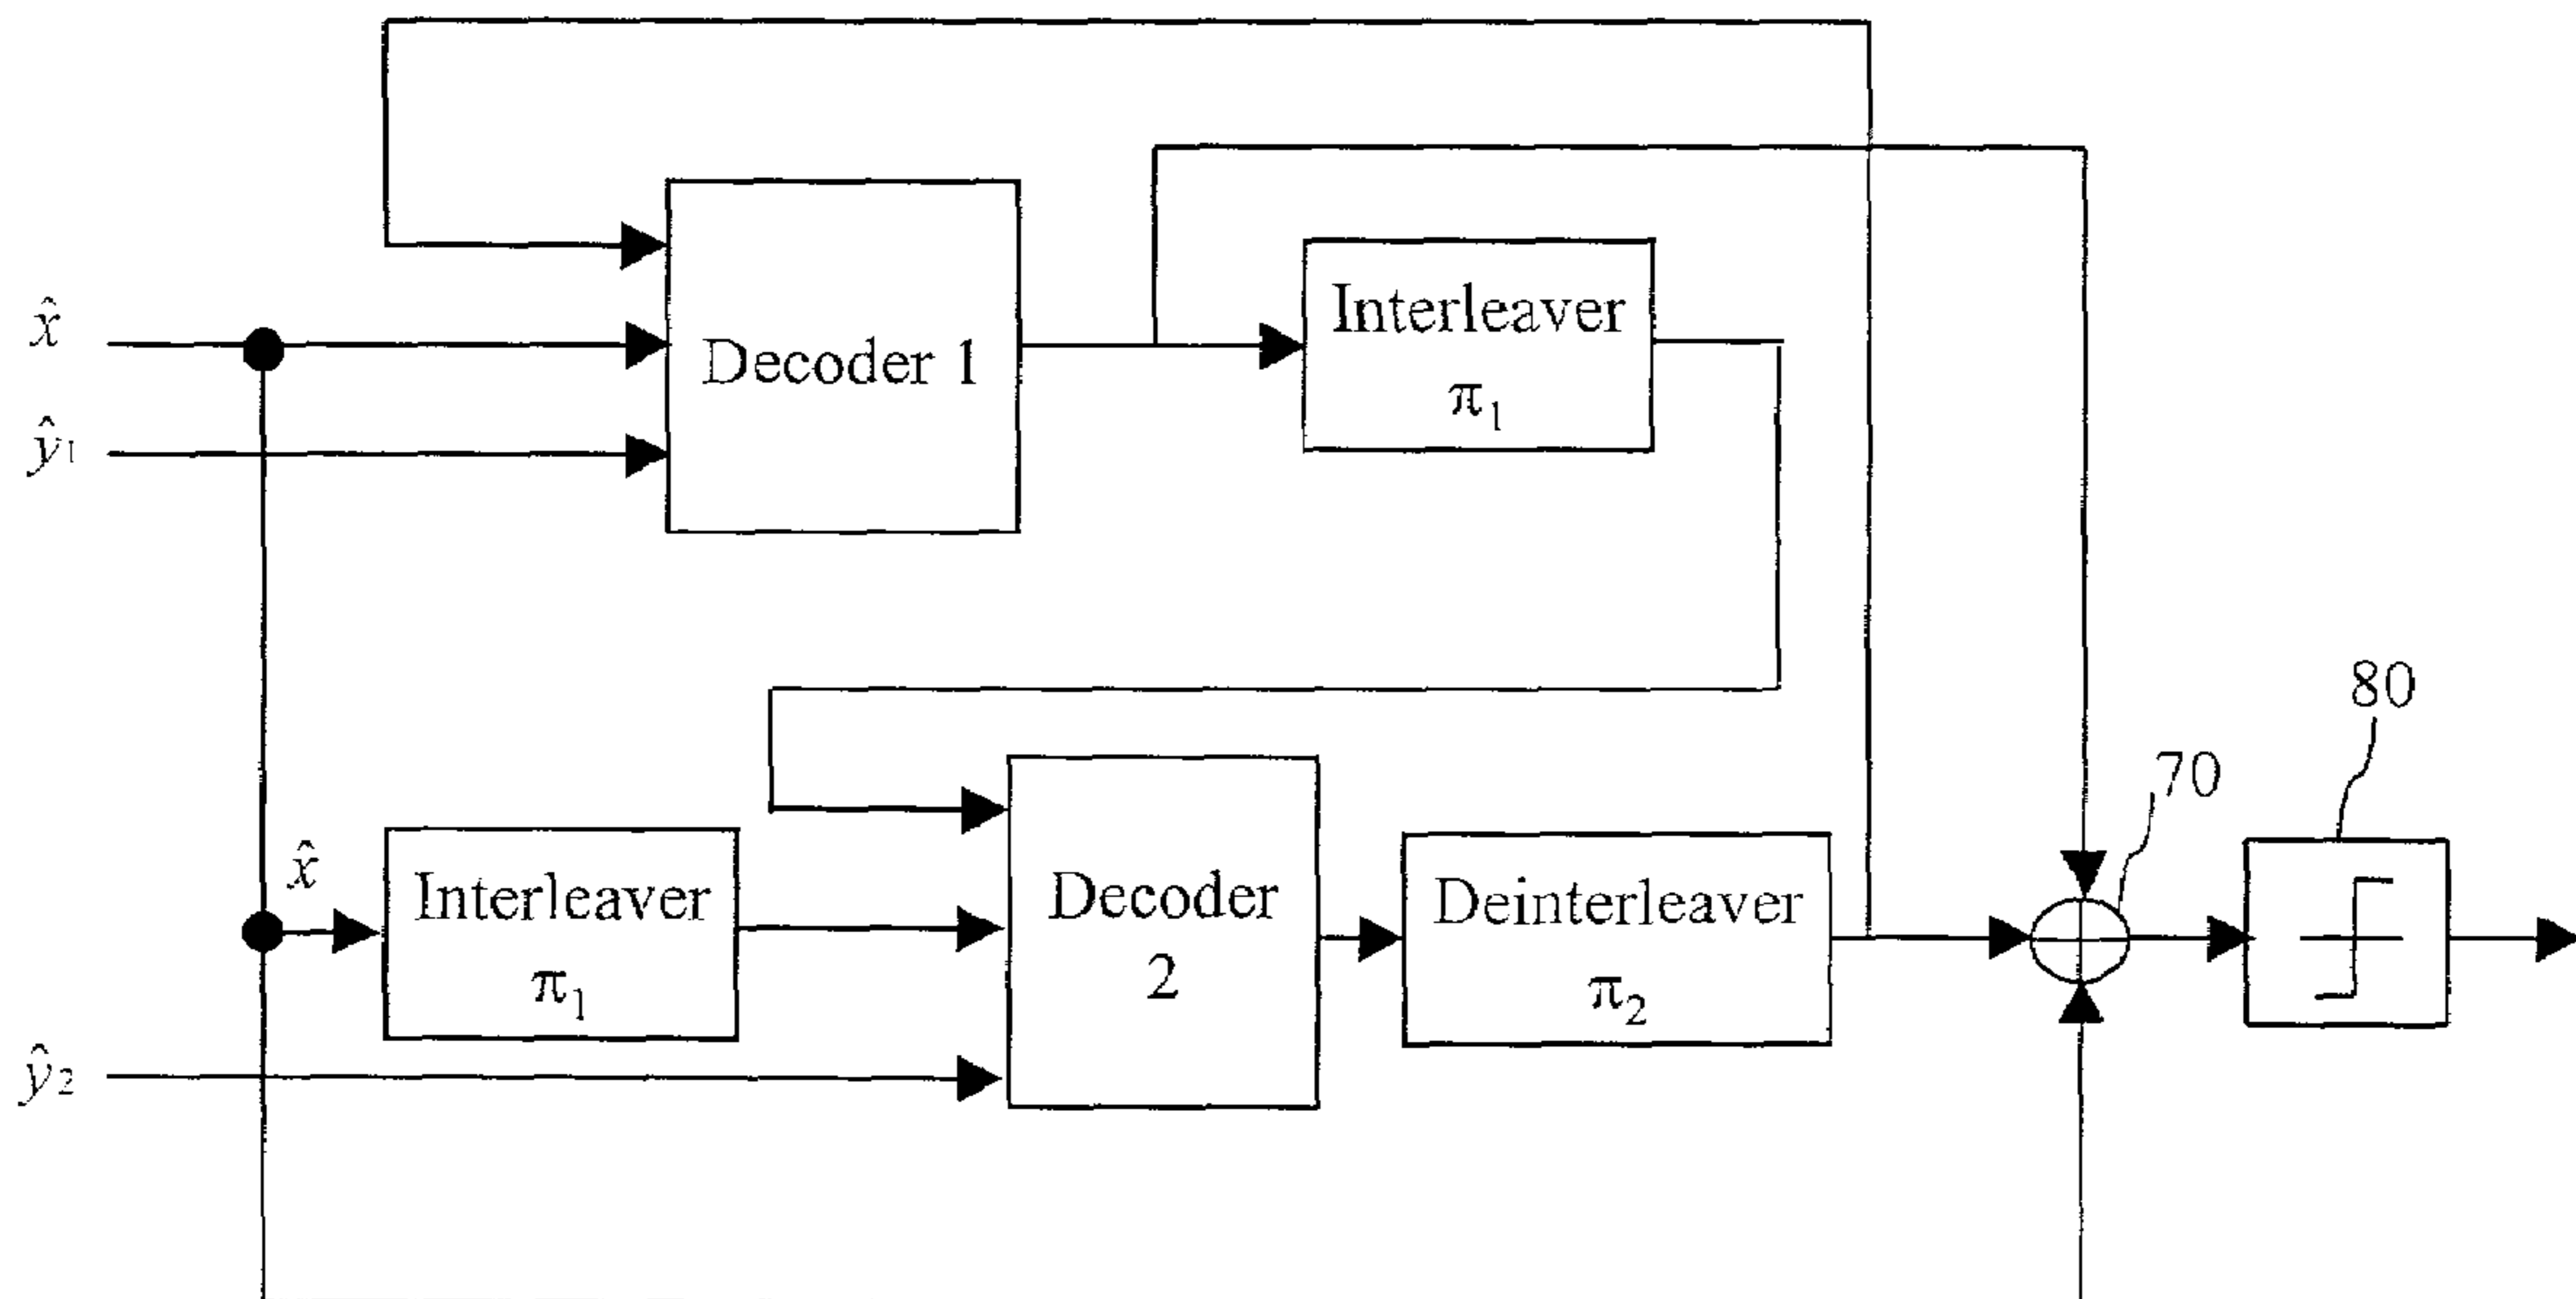 x̂
ŷ1
Decoder 1
Interleaver
π1
80
70
x̂
Interleaver
π1
Decoder
2
Deinterleaver
π2
ŷ2